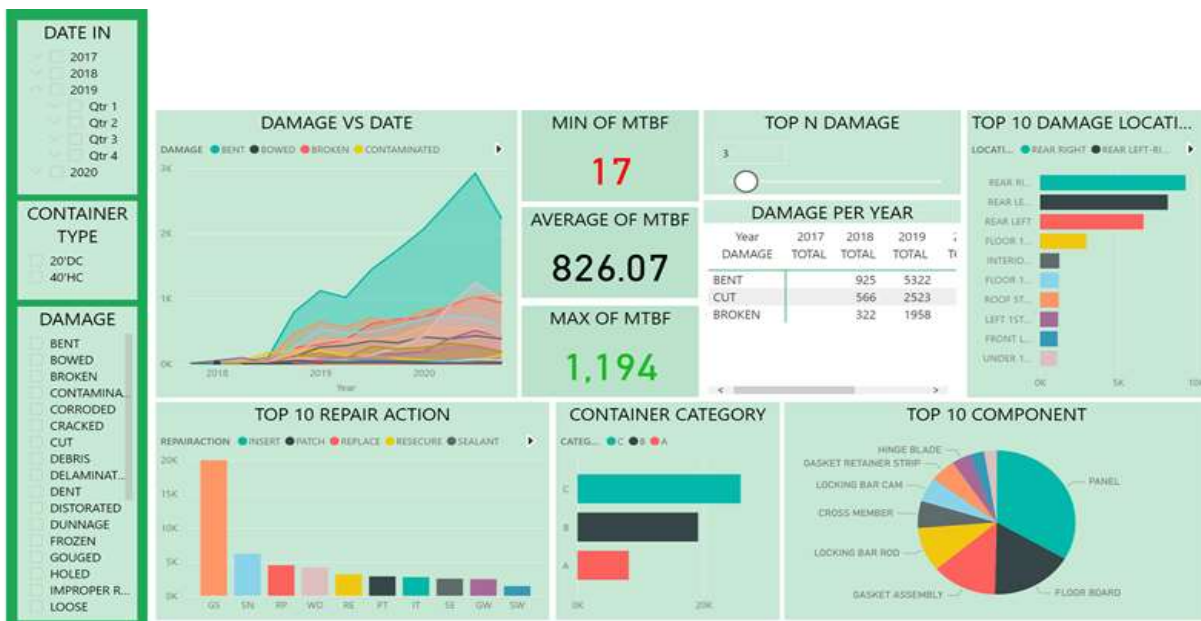 DATE IN
2017
2018
2019
Qtr 1
Qtr 2
Qtr 3
Qtr 4
2020
CONTAINER
TYPE
20'DC
40'HC
DAMAGE
BENT
BOWED
BROKEN
CONTAMINA...
CORRODED
CRACKED
CUT
DEBRIS
DELAMINAT...
DENT
DISTORATED
DUNNAGE
FROZEN
GOUGED
HOLED
IMPROPER R...
LOOSE
DAMAGE VS DATE
DAMAGE BENT BOWED BROKEN CONTAMINATED
3K
2K
1K
0K
2018 2019 2020
Year
MIN OF MTBF
17
AVERAGE OF MTBF
826.07
MAX OF MTBF
1,194
TOP N DAMAGE
3
DAMAGE PER YEAR
Year 2017 2018 2019
DAMAGE TOTAL TOTAL TOTAL
BENT 925 5322
CUT 566 2523
BROKEN 322 1958
TOP 10 DAMAGE LOCATI...
LOCATI... REAR RIGHT REAR LEFT-RI...
REAR RI...
REAR LE...
REAR LEFT
FLOOR 1...
INTERIO...
FLOOR 1...
ROOF ST...
LEFT 1ST...
FRONT L...
UNDER 1...
0K 5K
TOP 10 REPAIR ACTION
REPAIRACTION INSERT PATCH REPLACE RESECURE SEALANT
20K
15K
10K
5K
0K
GS SN RP WD RE PT IT SE GW SW
CONTAINER CATEGORY
CATEG... C B A
C
B
A
0K 20K
TOP 10 COMPONENT
HINGE BLADE
GASKET RETAINER STRIP
LOCKING BAR CAM
CROSS MEMBER
LOCKING BAR ROD
GASKET ASSEMBLY
PANEL
FLOOR BOARD